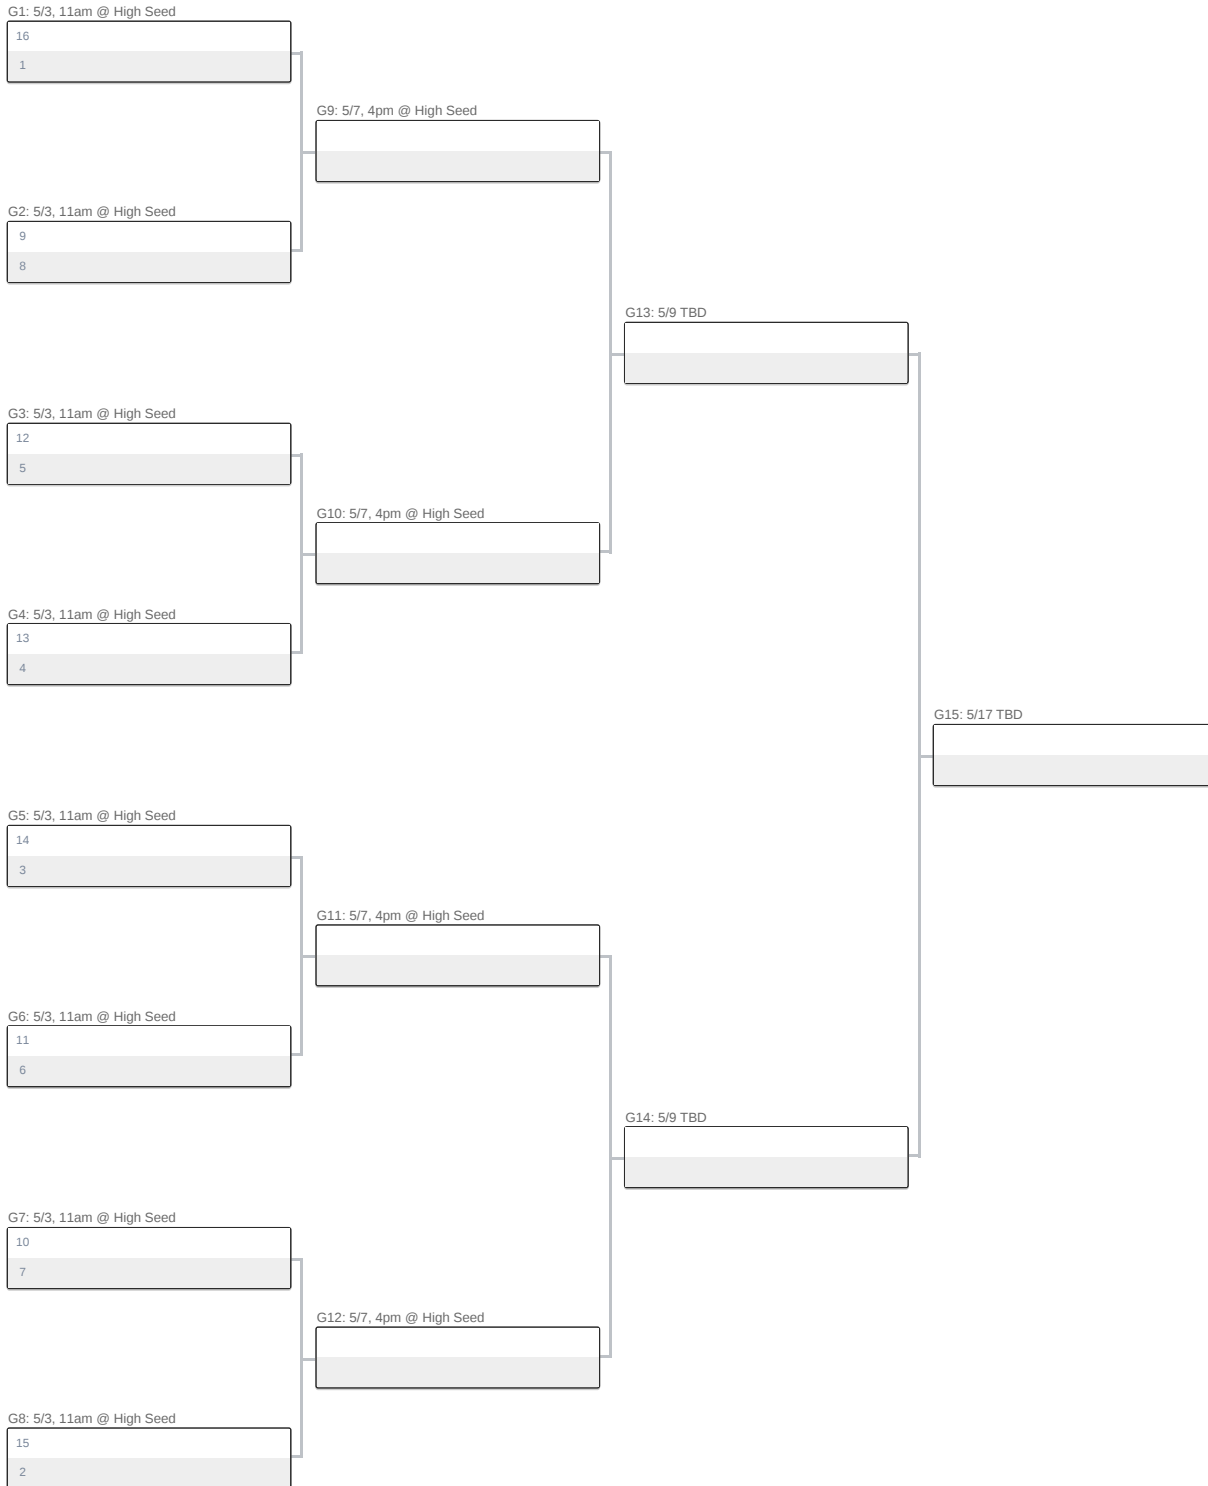 G1: 5/3, 11am @ High Seed
16
1
G9: 5/7, 4pm @ High Seed
G2: 5/3, 11am @ High Seed
9
8
G13: 5/9 TBD
G3: 5/3, 11am @ High Seed
12
5
G10: 5/7, 4pm @ High Seed
G4: 5/3, 11am @ High Seed
13
4
G15: 5/17 TBD
G5: 5/3, 11am @ High Seed
14
3
G11: 5/7, 4pm @ High Seed
G6: 5/3, 11am @ High Seed
11
6
G14: 5/9 TBD
G7: 5/3, 11am @ High Seed
10
7
G12: 5/7, 4pm @ High Seed
G8: 5/3, 11am @ High Seed
15
2